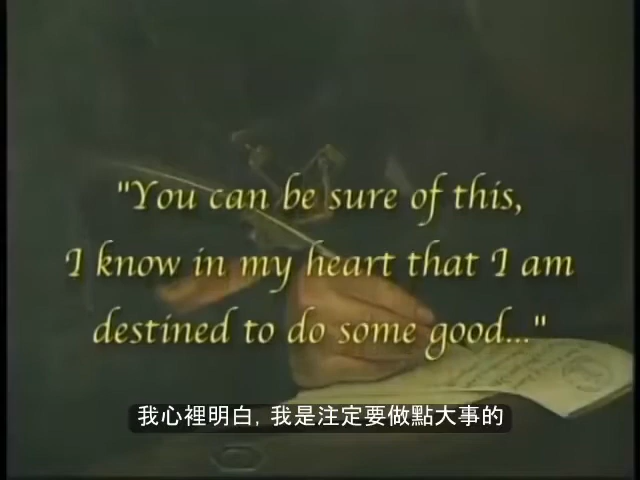 "You can be sure of this,
I know in my heart that I am
destined to do some good..."
我心裡明白, 我是注定要做點大事的